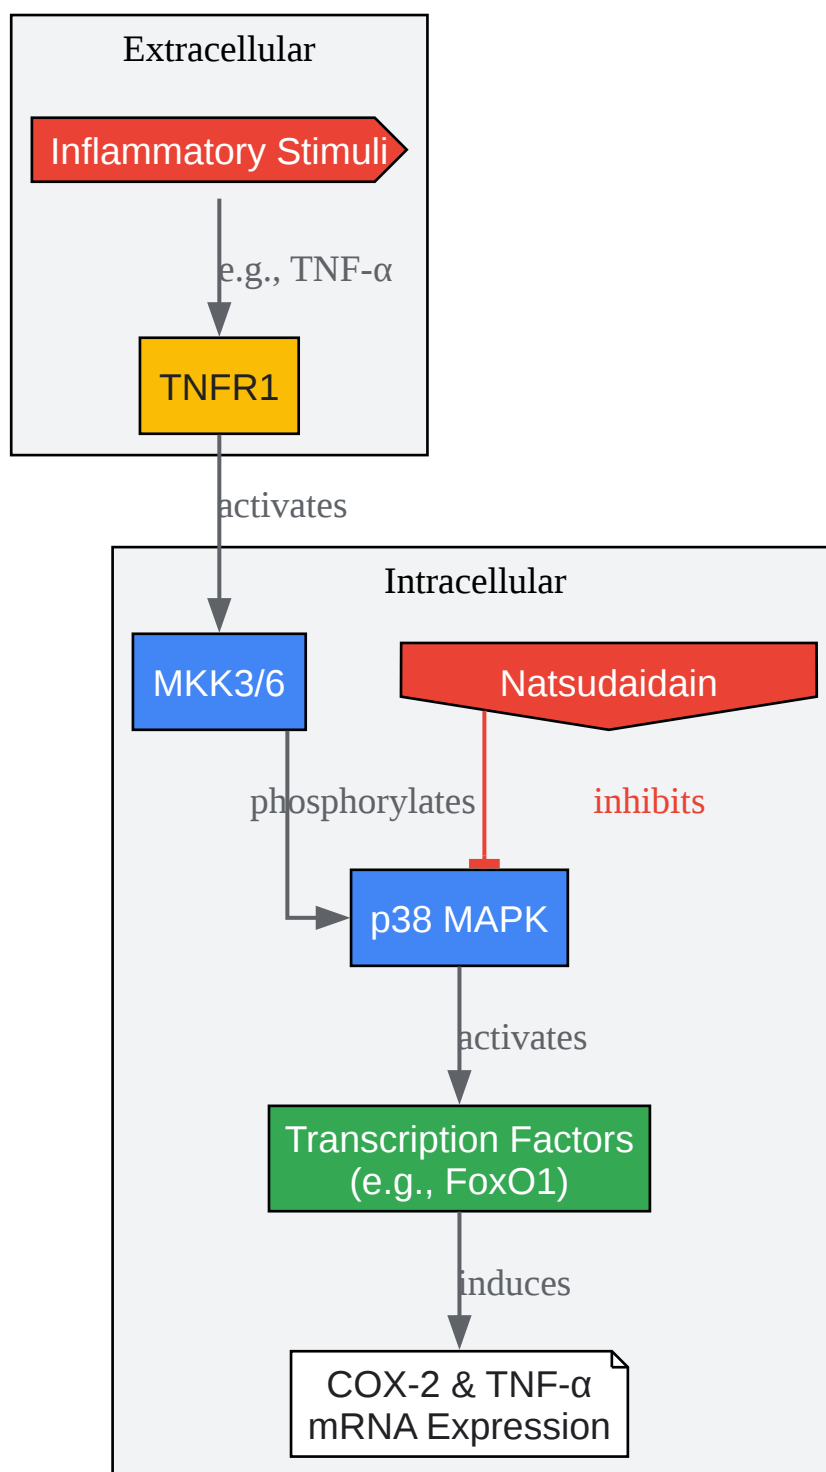 Extracellular
Inflammatory Stimuli
e.g., TNF-α
TNFR1
activates
Intracellular
MKK3/6
Natsudaidain
phosphorylates
inhibits
p38 MAPK
activates
Transcription Factors
(e.g., FoxO1)
induces
COX-2 & TNF-α
mRNA Expression